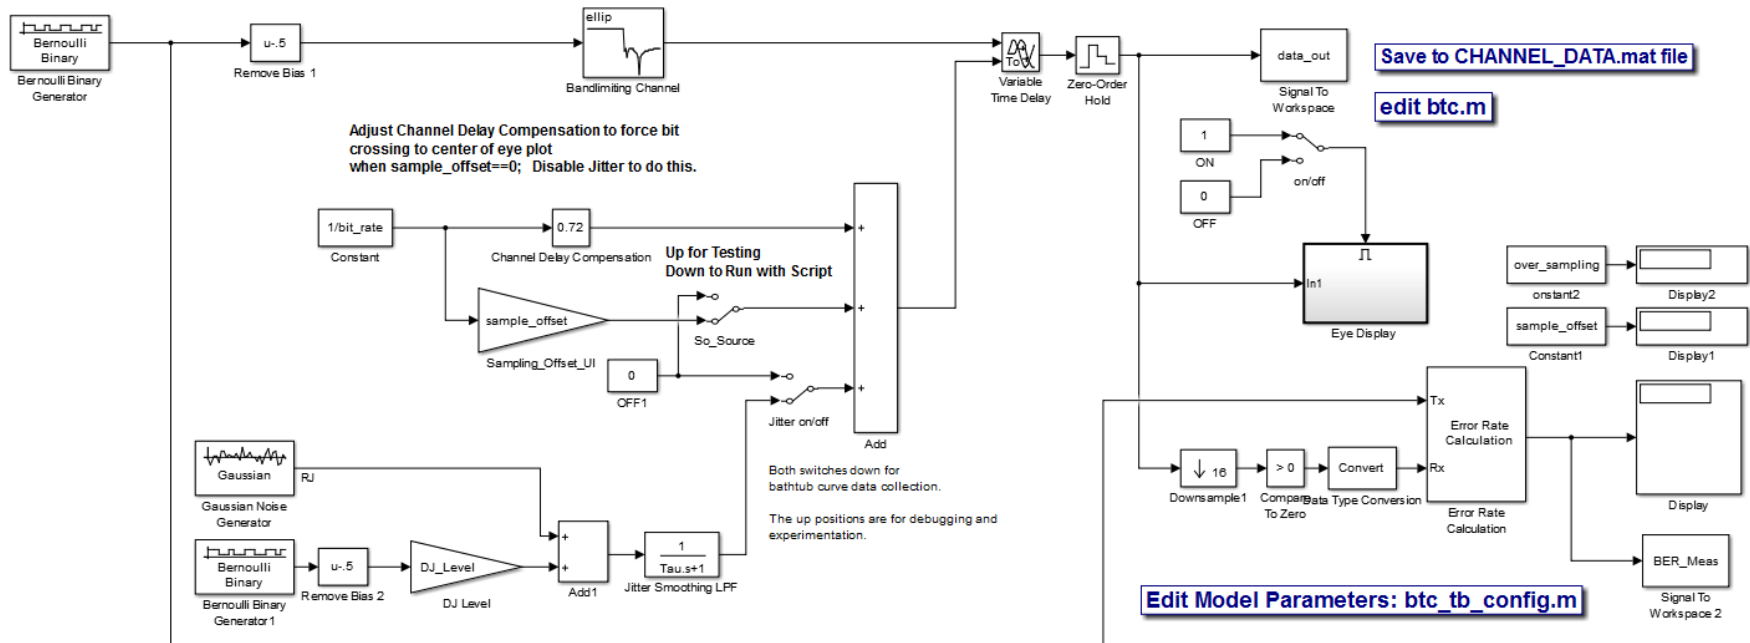 Bernoulli
Binary
Bernoulli Binary
Generator
u-.5
Remove Bias 1
ellip
Bandlimiting Channel
To
Variable
Time Delay
Zero-Order
Hold
data_out
Signal To
Workspace
Save to CHANNEL_DATA.mat file
edit btc.m
Adjust Channel Delay Compensation to force bit
crossing to center of eye plot
when sample_offset==0;   Disable Jitter to do this.
1
ON
0
OFF
on/off
1/bit_rate
Constant
0.72
Channel Delay Compensation
Up for Testing
Down to Run with Script
+
+
+
Add
sample_offset
Sampling_Offset_UI
So_Source
0
OFF1
Jitter on/off
In1
Eye Display
over_sampling
onstant2
Display2
sample_offset
Constant1
Display1
Both switches down for
bathtub curve data collection.
The up positions are for debugging and
experimentation.
Gaussian
RJ
Gaussian Noise
Generator
Bernoulli
Binary
Bernoulli Binary
Generator1
u-.5
Remove Bias 2
DJ_Level
DJ Level
+
+
Add1
1
Tau.s+1
Jitter Smoothing LPF
16
Downsample1
> 0
Compare
To Zero
Convert
Data Type Conversion
Tx
Rx
Error Rate
Calculation
Error Rate
Calculation
Display
BER_Meas
Signal To
Workspace 2
Edit Model Parameters: btc_tb_config.m